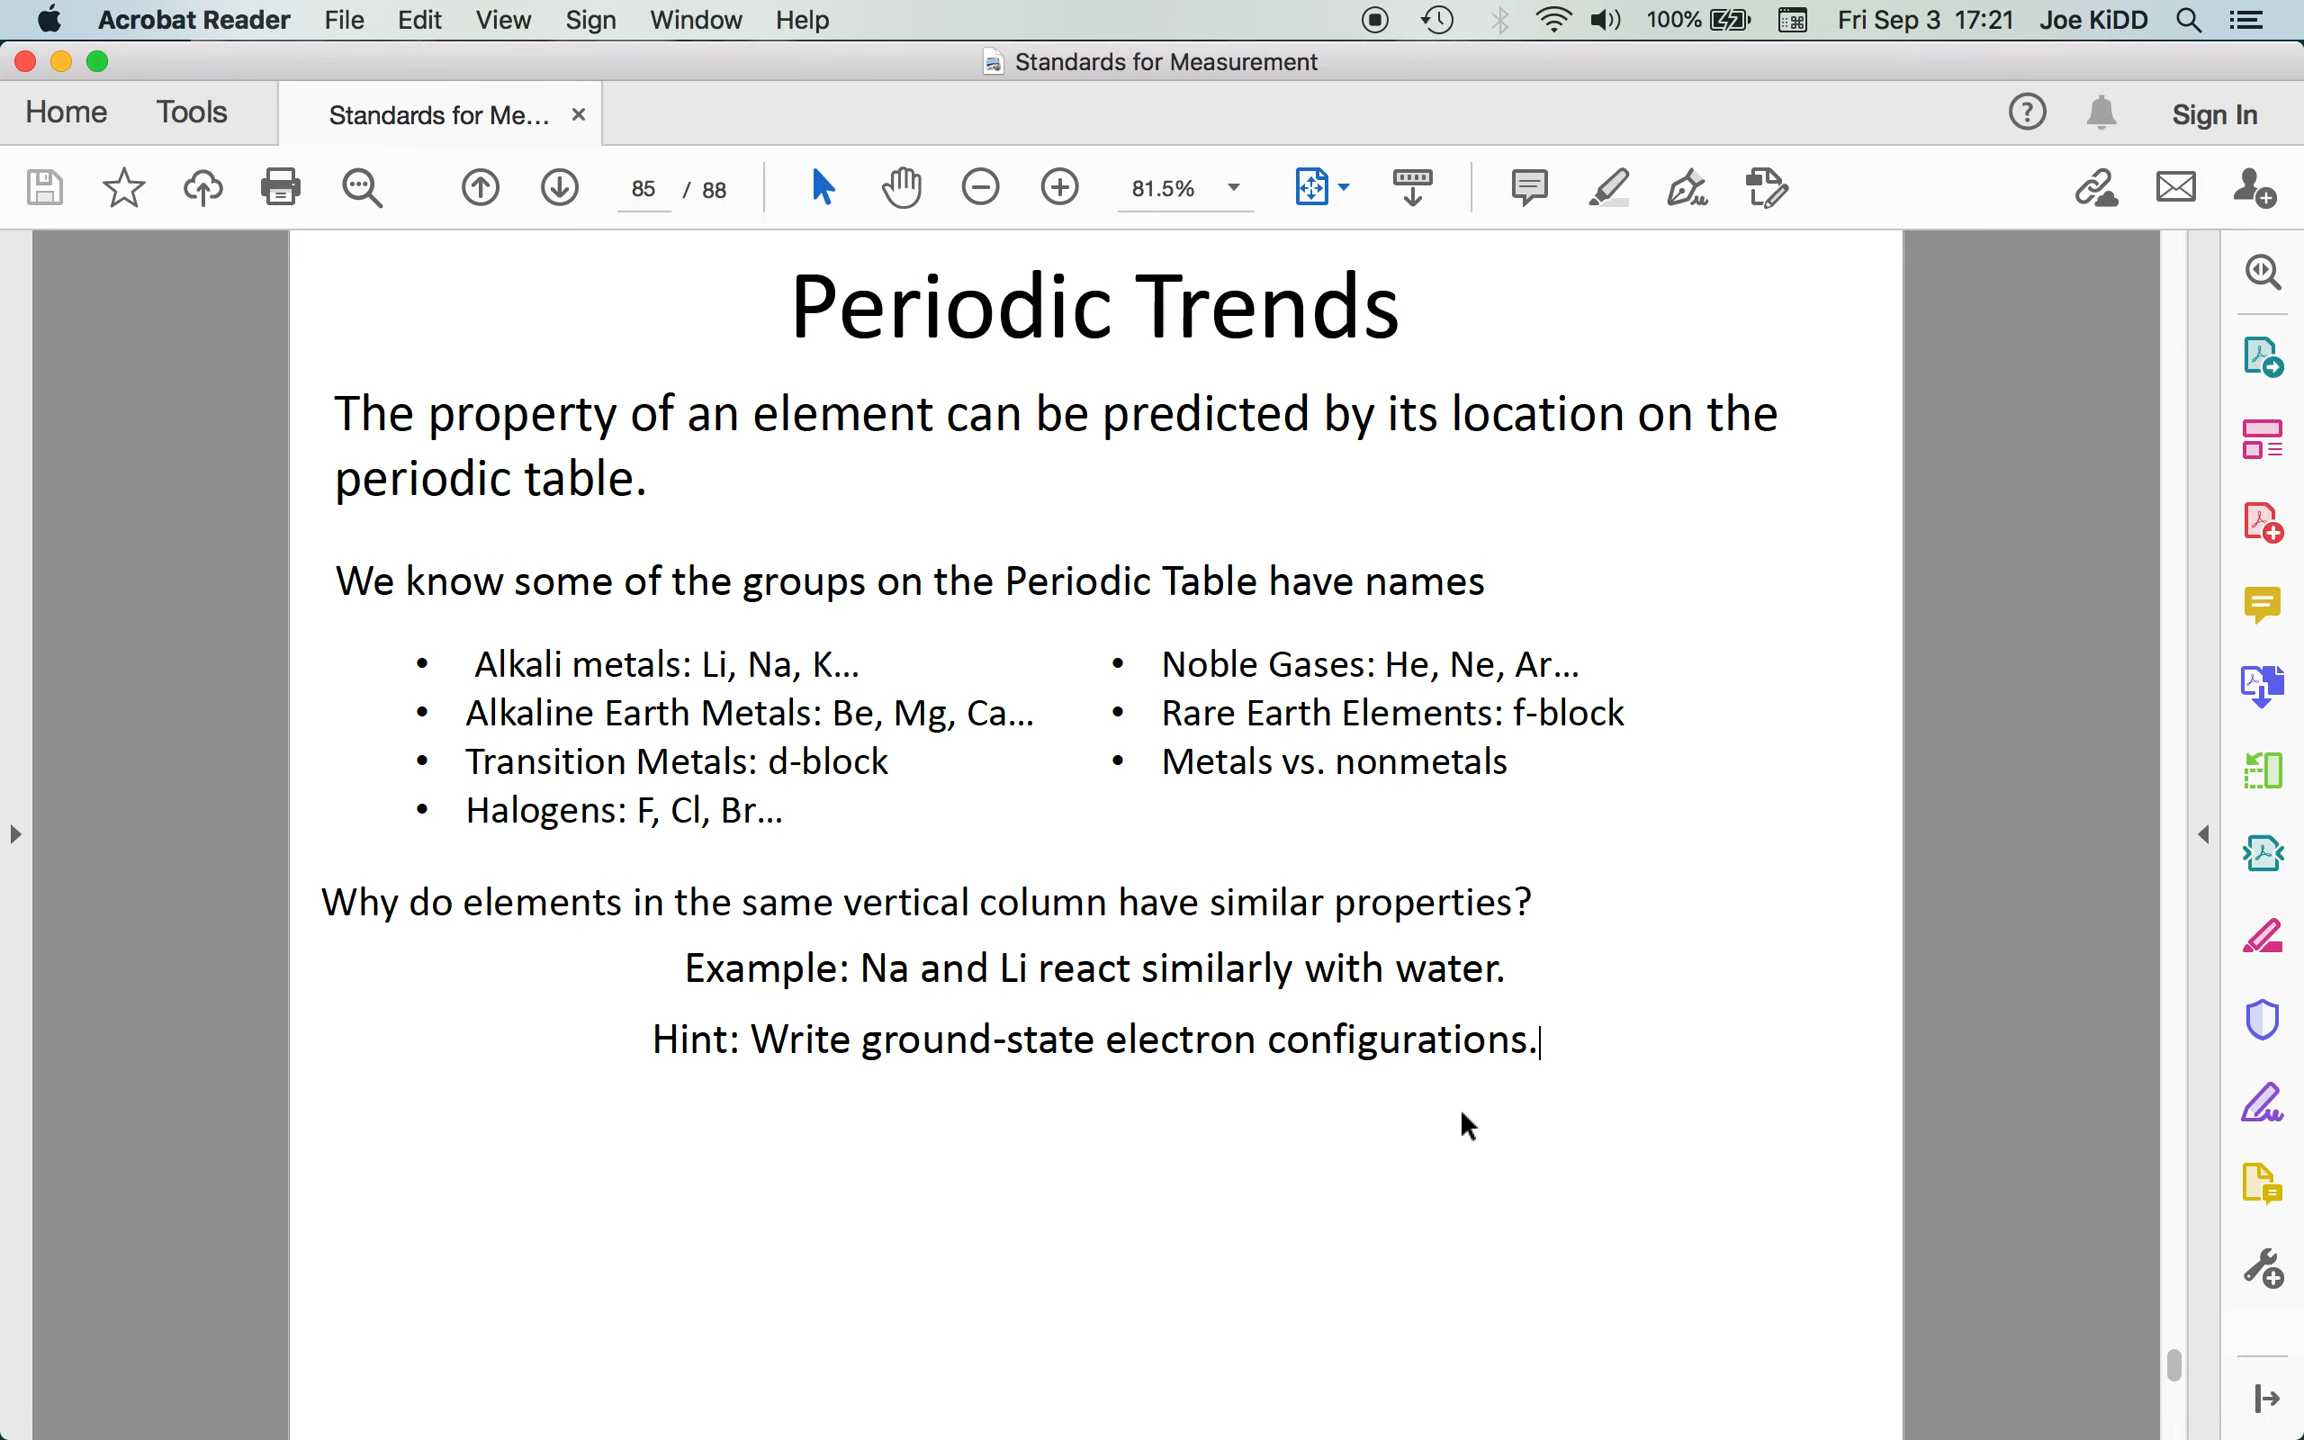 Acrobat Reader File Edit View Sign Window Help 100% Fri Sep 3 17:21 Joe KiDD
Standards for Measurement
Home Tools Standards for Me... × Sign In
85 / 88 81.5%
Periodic Trends
The property of an element can be predicted by its location on the
periodic table.
We know some of the groups on the Periodic Table have names
• Alkali metals: Li, Na, K...
• Alkaline Earth Metals: Be, Mg, Ca...
• Transition Metals: d-block
• Halogens: F, Cl, Br...
• Noble Gases: He, Ne, Ar...
• Rare Earth Elements: f-block
• Metals vs. nonmetals
Why do elements in the same vertical column have similar properties?
Example: Na and Li react similarly with water.
Hint: Write ground-state electron configurations.